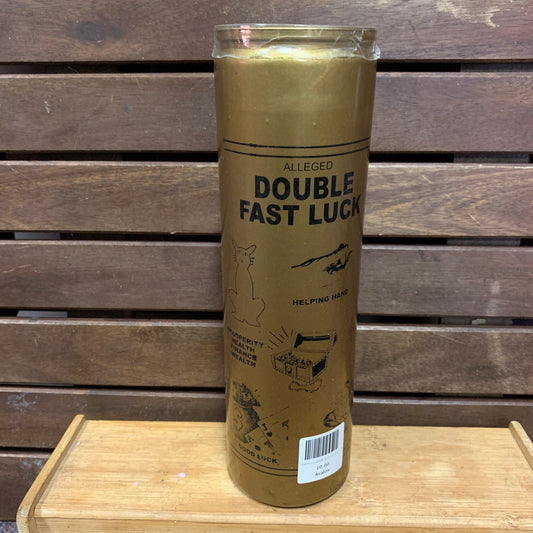 ALLEGED
DOUBLE
FAST LUCK
HELPING HAND
PROSPERITY
HEALTH
FINANCE
WEALTH
GOOD LUCK